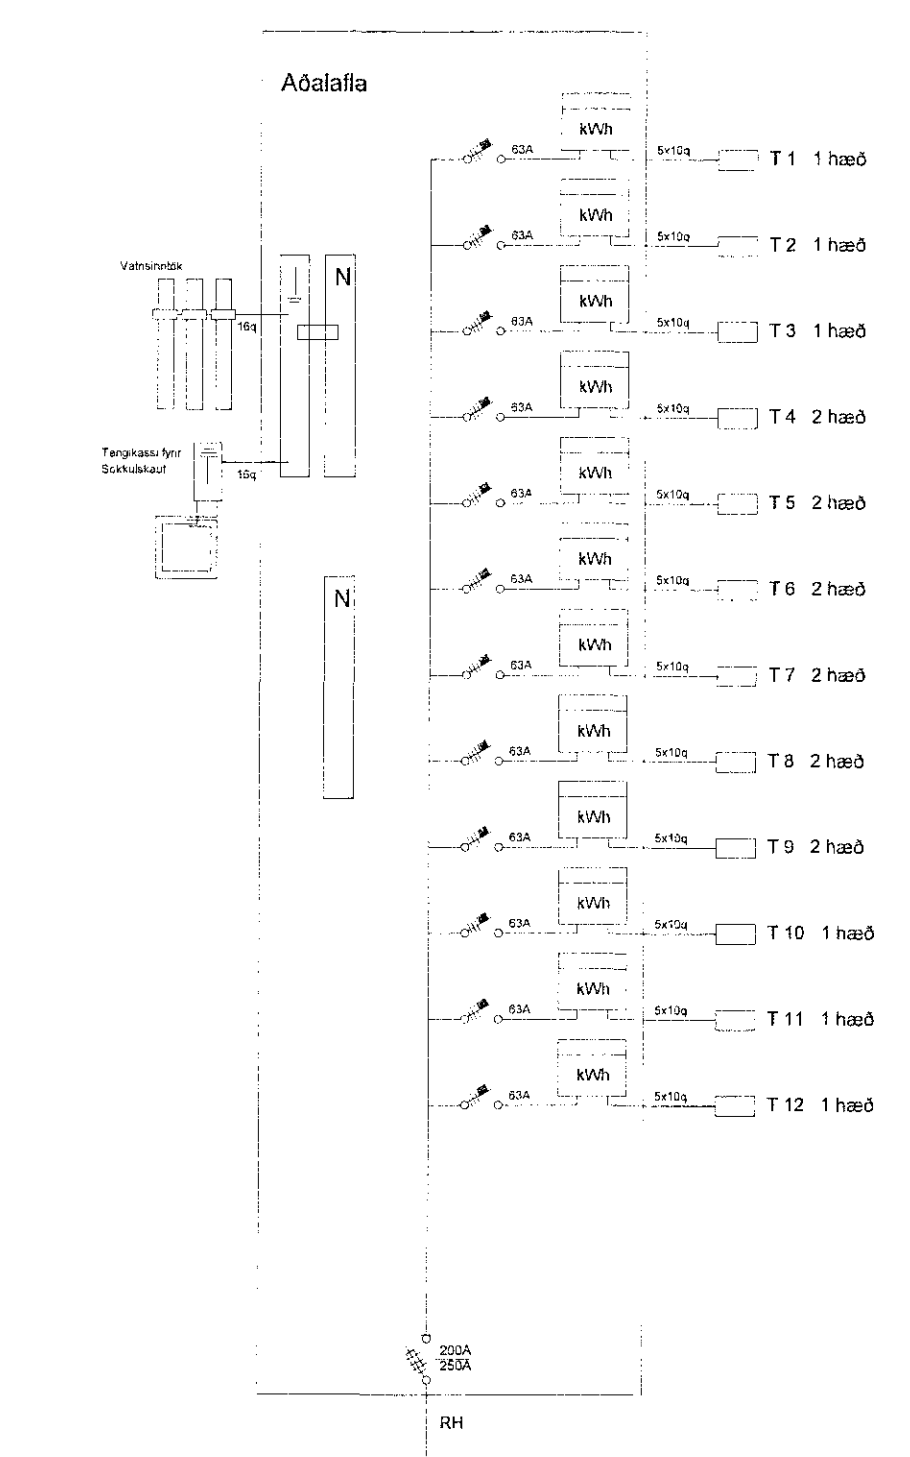 Aðalafla
kWh
63A
5x10q
T 1 1 hæð
kWh
63A
5x10q
T 2 1 hæð
Vatnsinntök
N
16q
kWh
63A
5x10q
T 3 1 hæð
kWh
63A
5x10q
T 4 2 hæð
Tengikassi fyrir
Sökkulskaut
16q
kWh
63A
5x10q
T 5 2 hæð
kWh
63A
5x10q
T 6 2 hæð
N
kWh
63A
5x10q
T 7 2 hæð
kWh
63A
5x10q
T 8 2 hæð
kWh
63A
5x10q
T 9 2 hæð
kWh
63A
5x10q
T 10 1 hæð
kWh
63A
5x10q
T 11 1 hæð
kWh
63A
5x10q
T 12 1 hæð
200A
250A
RH